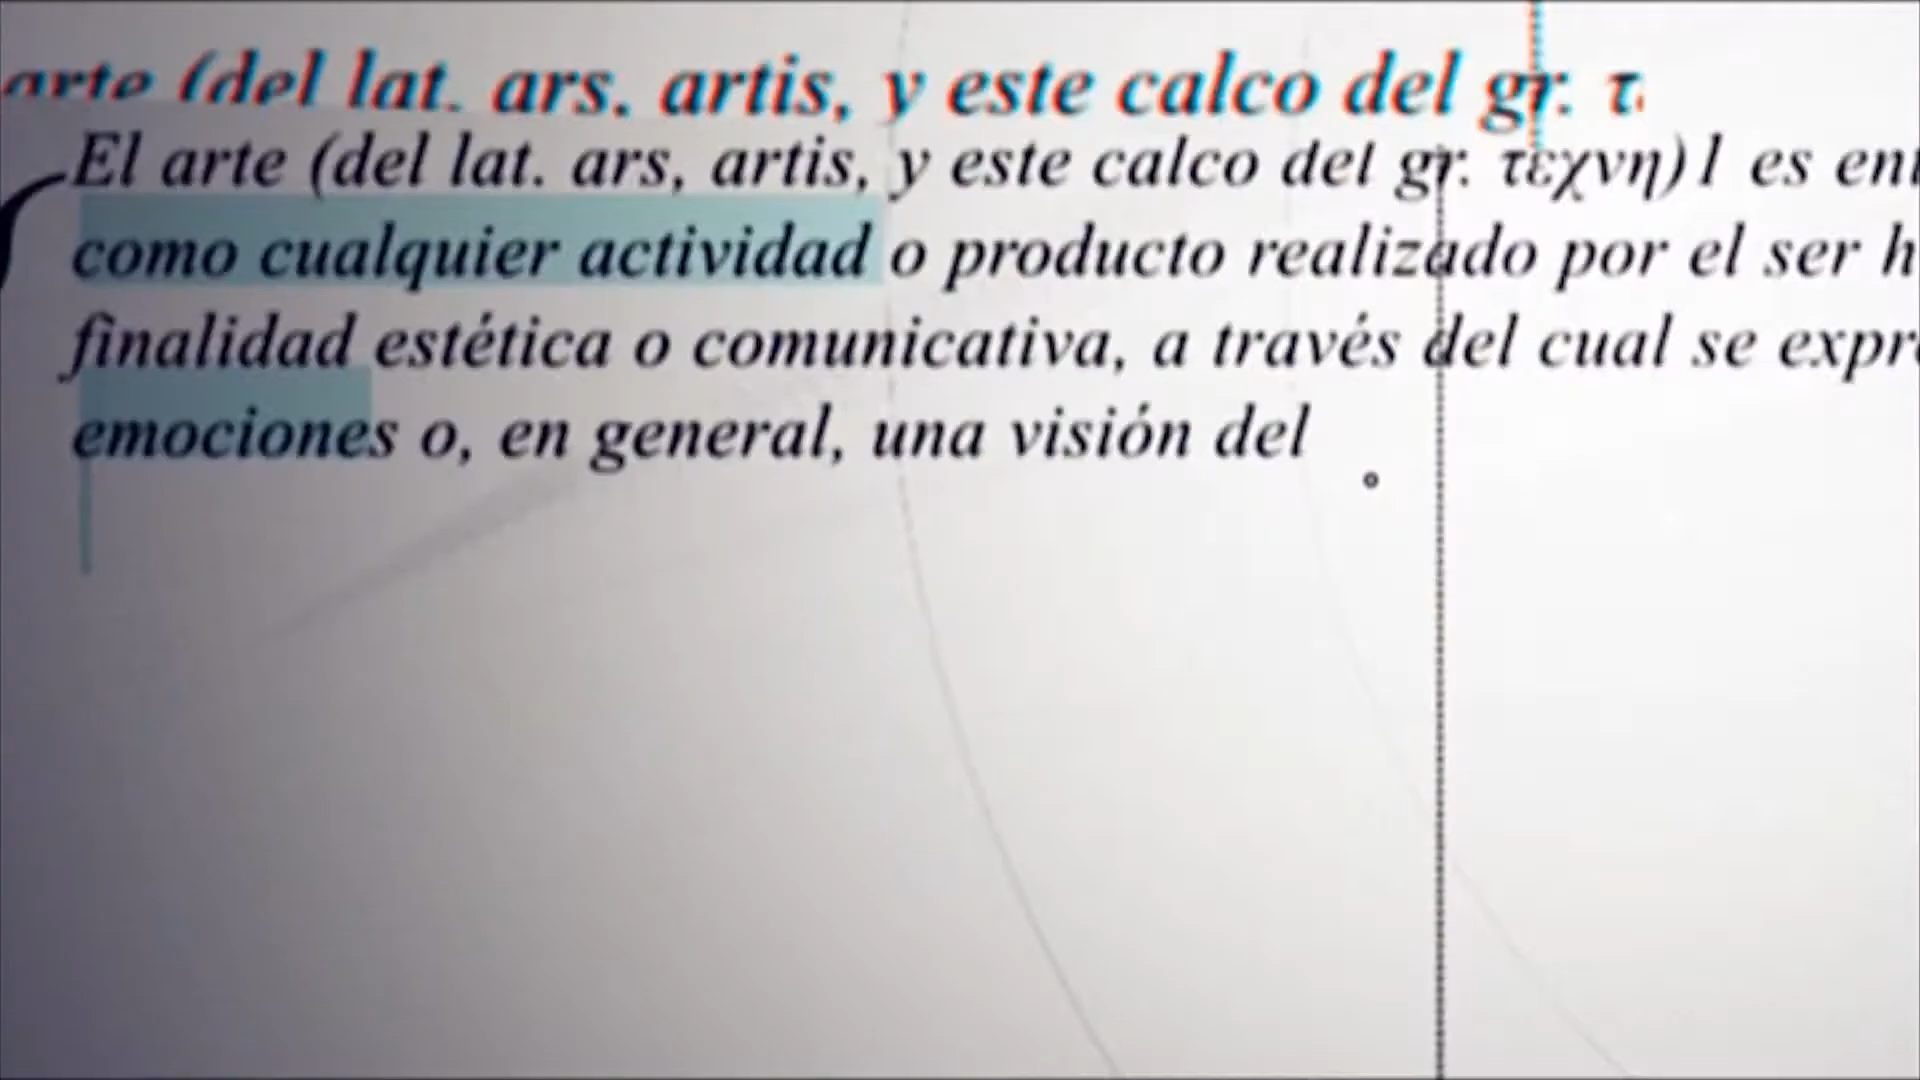 arte (del lat. ars. artis, y este calco del gr. τ
El arte (del lat. ars, artis, y este calco del gr. τεχνη)1 es ent
como cualquier actividad o producto realizado por el ser h
finalidad estética o comunicativa, a través del cual se expre
emociones o, en general, una visión del